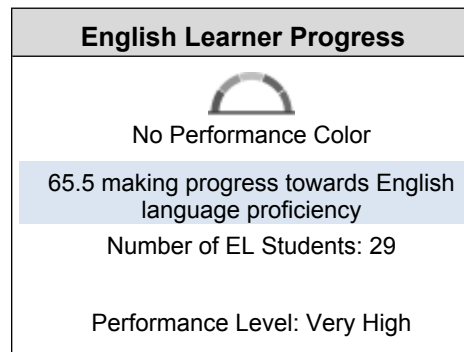 English Learner Progress
No Performance Color
65.5 making progress towards English
language proficiency
Number of EL Students: 29
Performance Level: Very High